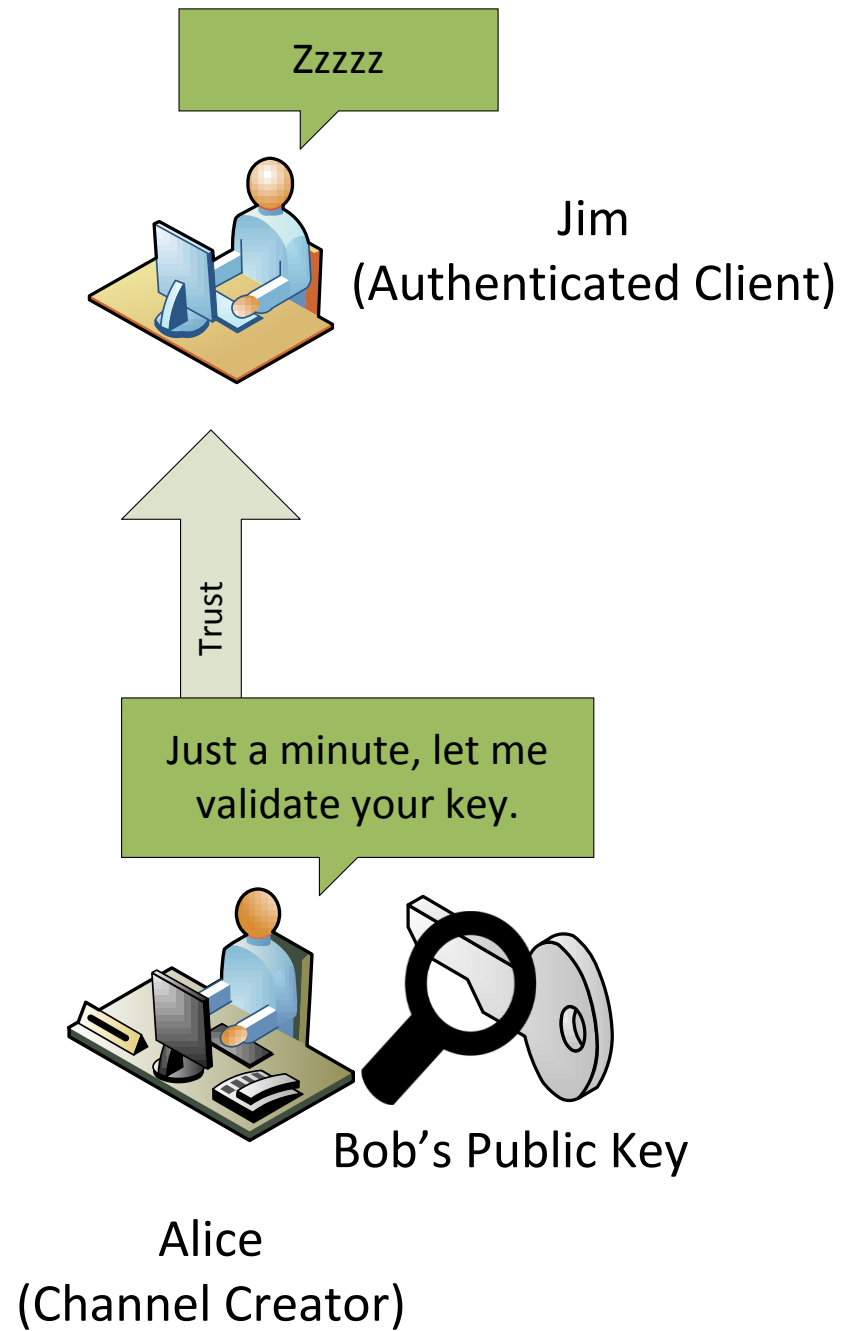 Zzzzz
Jim
(Authenticated Client)
Trust
Just a minute, let me
validate your key.
Bob’s Public Key
Alice
(Channel Creator)